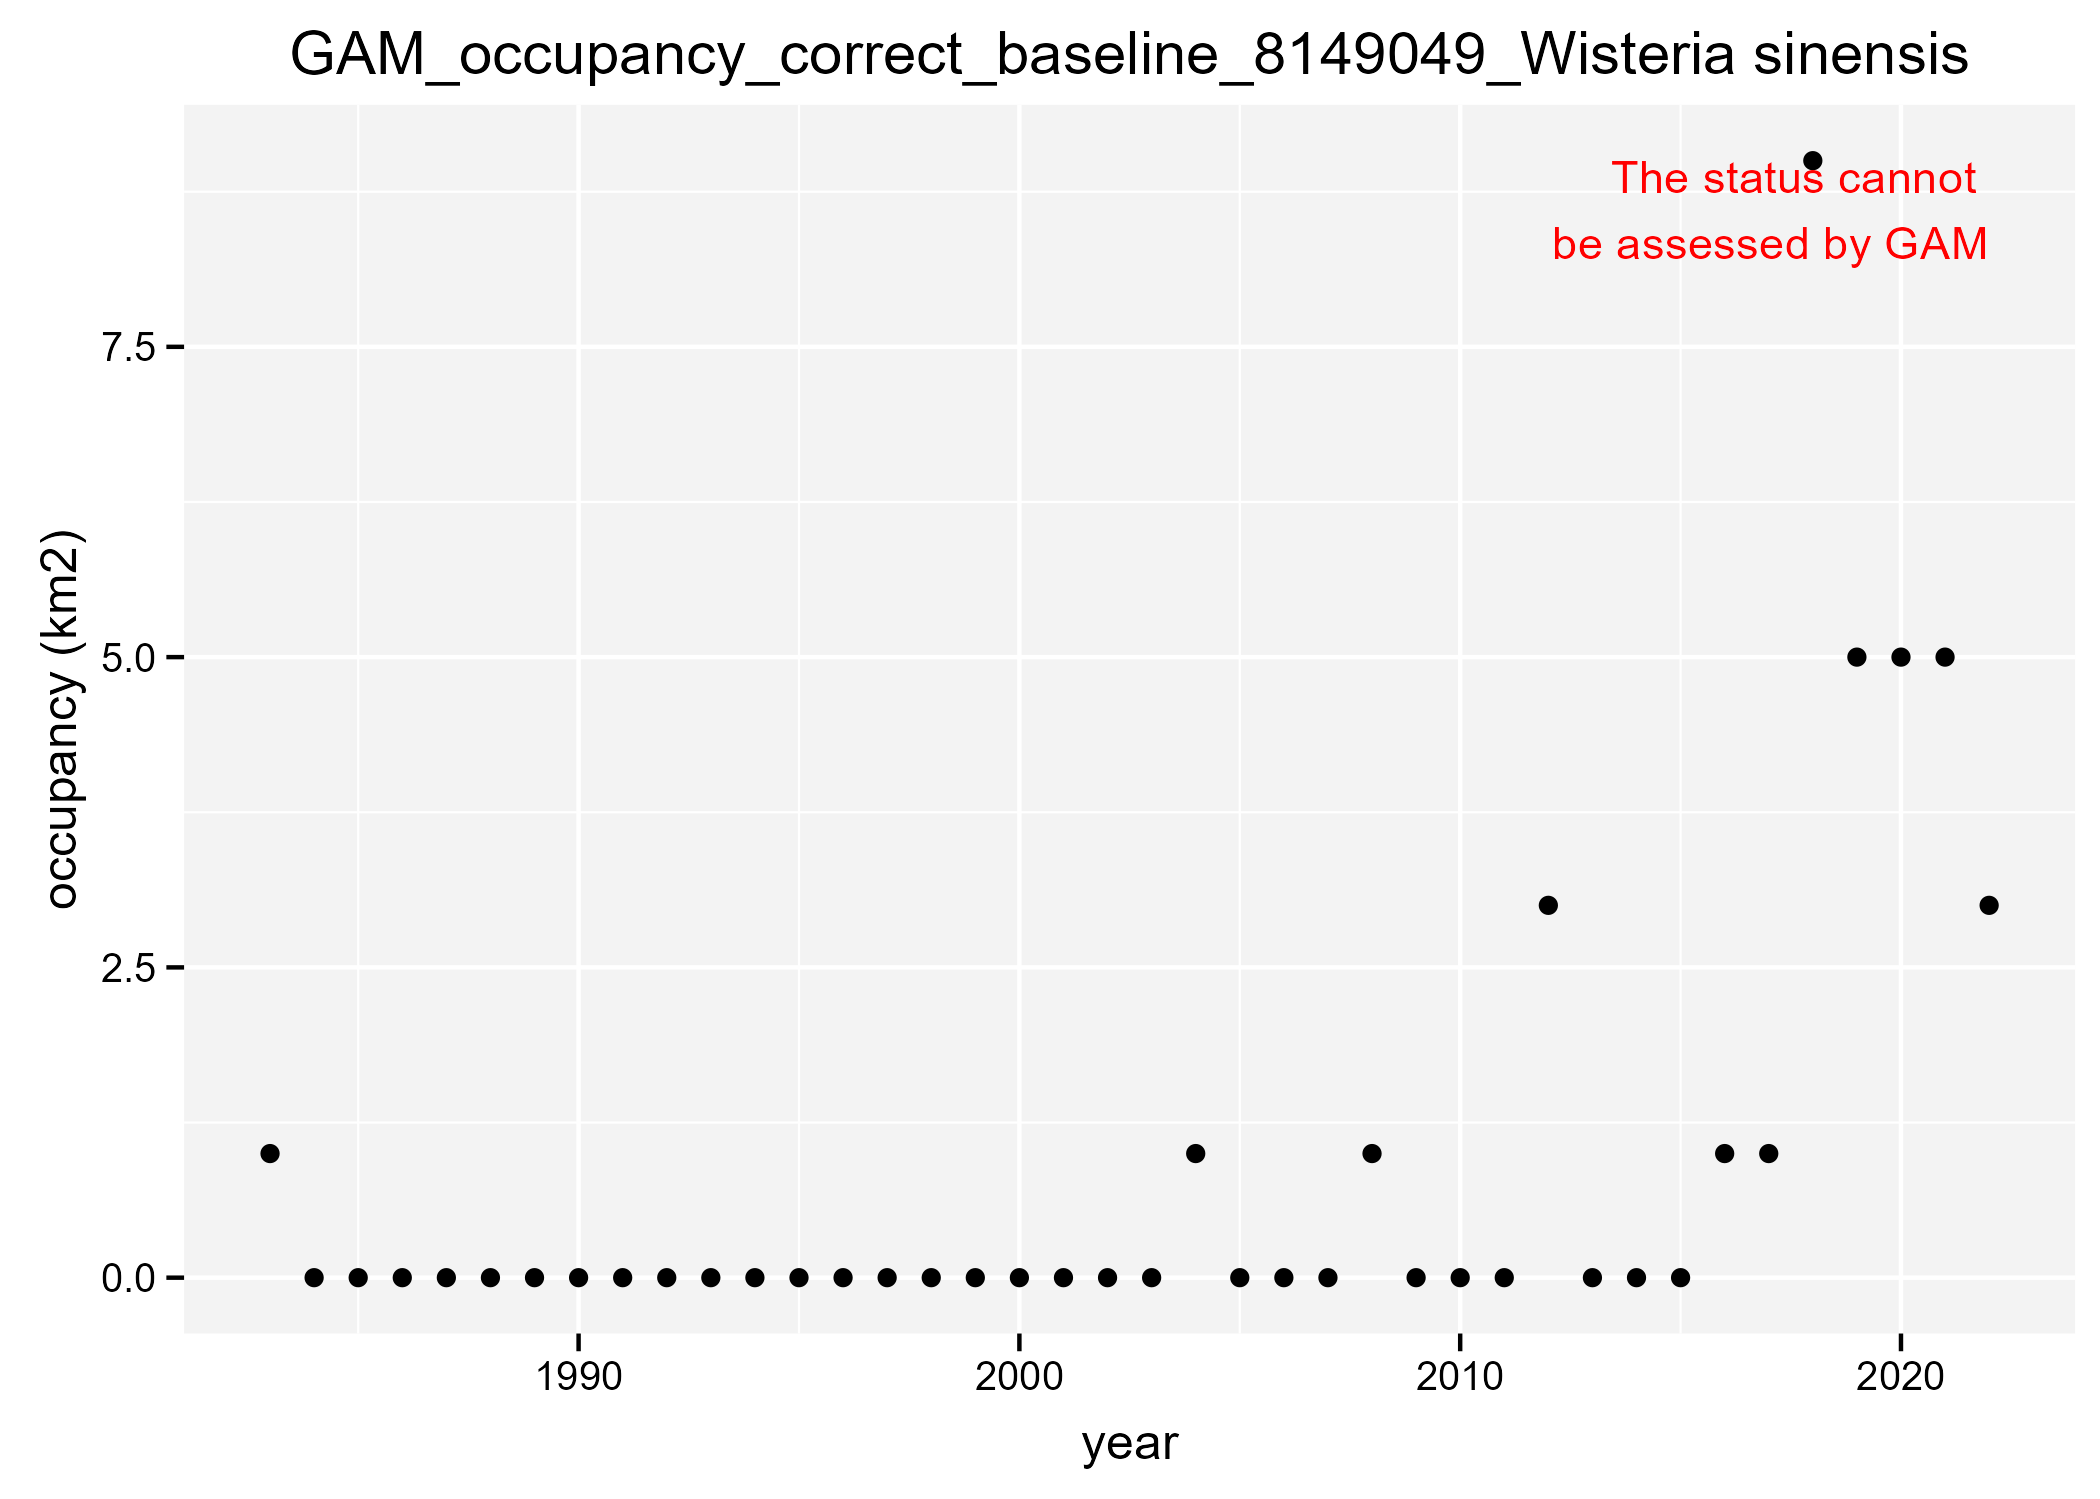 GAM_occupancy_correct_baseline_8149049_Wisteria sinensis
The status cannot
be assessed by GAM
7.5
5.0
2.5
0.0
occupancy (km2)
1990
2000
2010
2020
year